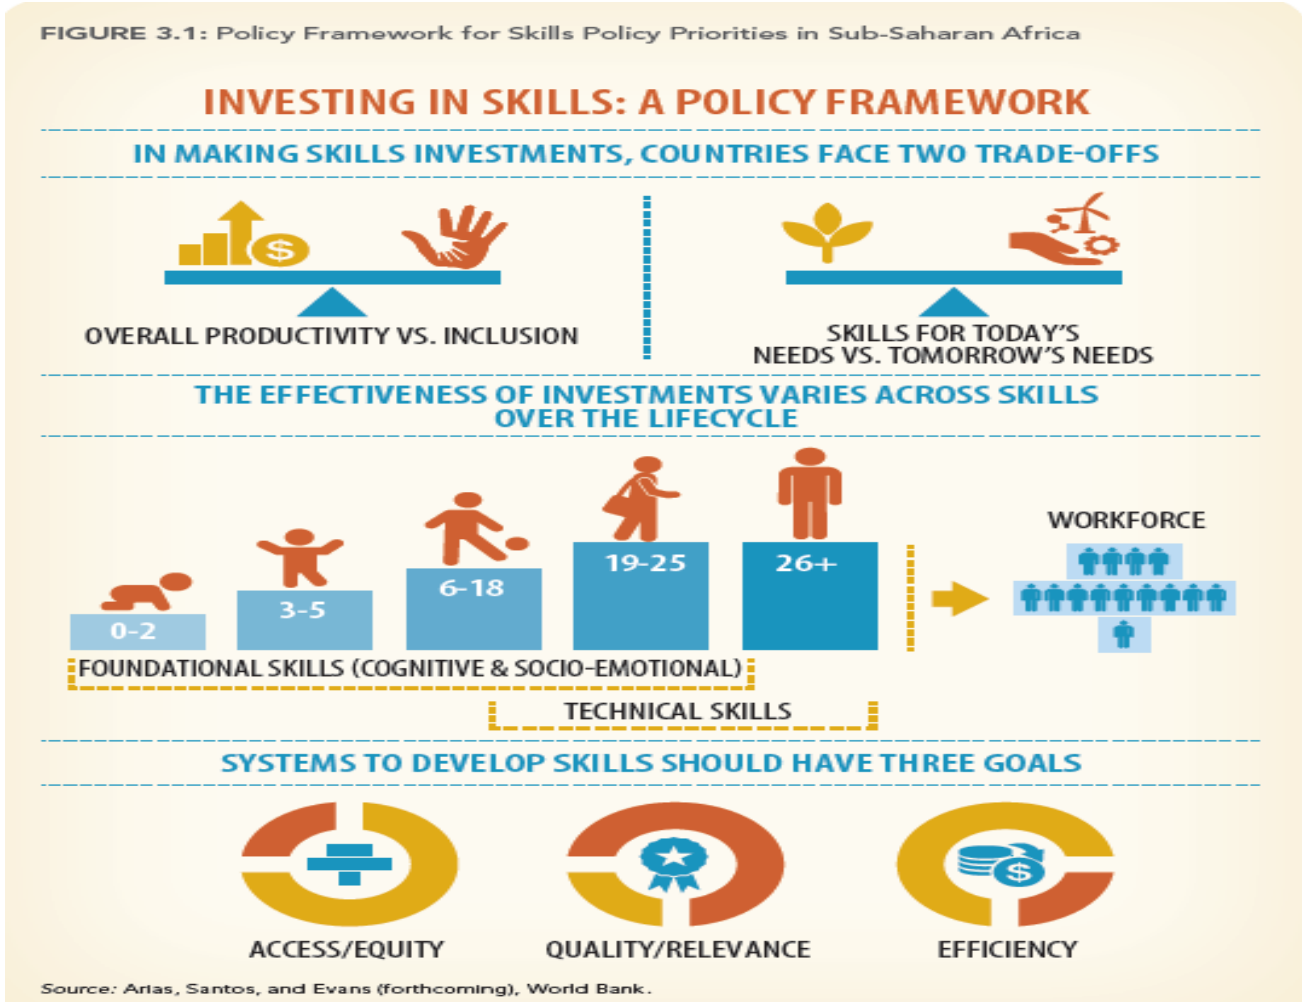 FIGURE 3.1: Policy Framework for Skills Policy Priorities in Sub-Saharan Africa
INVESTING IN SKILLS: A POLICY FRAMEWORK
IN MAKING SKILLS INVESTMENTS, COUNTRIES FACE TWO TRADE-OFFS
$
OVERALL PRODUCTIVITY VS. INCLUSION
SKILLS FOR TODAY'S
NEEDS VS. TOMORROW'S NEEDS
THE EFFECTIVENESS OF INVESTMENTS VARIES ACROSS SKILLS
OVER THE LIFECYCLE
0-2
3-5
6-18
19-25
26+
WORKFORCE
FOUNDATIONAL SKILLS (COGNITIVE & SOCIO-EMOTIONAL)
TECHNICAL SKILLS
SYSTEMS TO DEVELOP SKILLS SHOULD HAVE THREE GOALS
$
ACCESS/EQUITY
QUALITY/RELEVANCE
EFFICIENCY
Source: Arias, Santos, and Evans (forthcoming), World Bank.